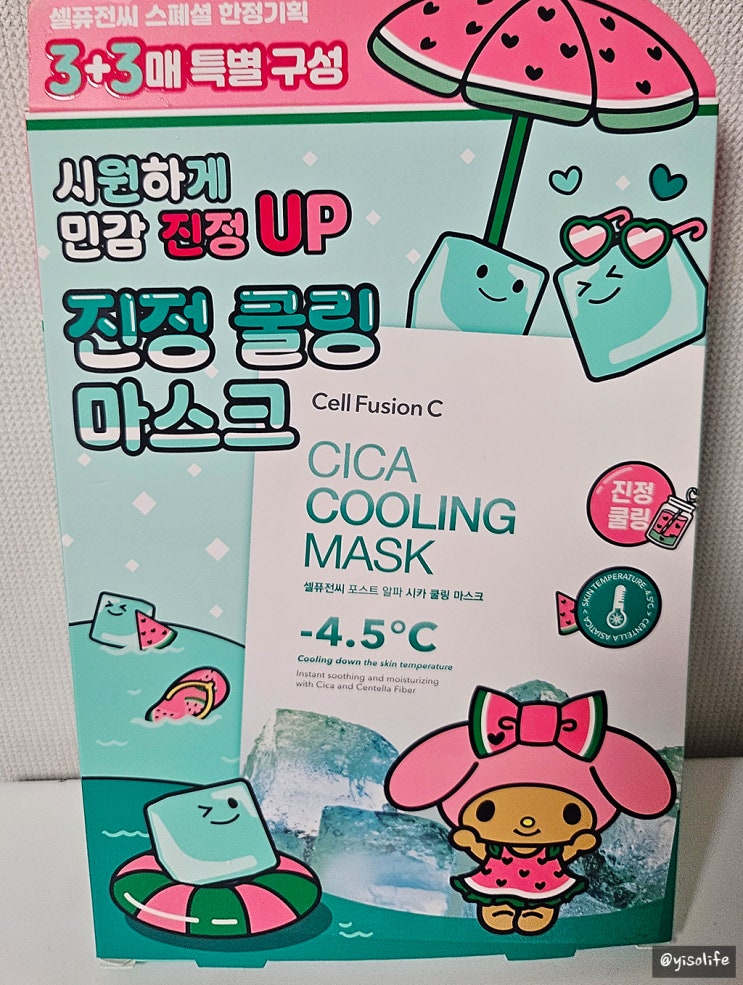 셀퓨전씨 스페셜 한정기획
3+3매 특별 구성
시원하게
민감 진정 UP
진정 쿨링
마스크
Cell Fusion C
CICA
COOLING
MASK
셀퓨전씨 포스트 알파 시카 쿨링 마스크
-4.5°C
Cooling down the skin temperature
Instant soothing and moisturizing
with Cica and Centella Fiber
진정
쿨링
SKIN TEMPERATURE -4.5°C > CENTELLA ASIATICA >
@yisolife